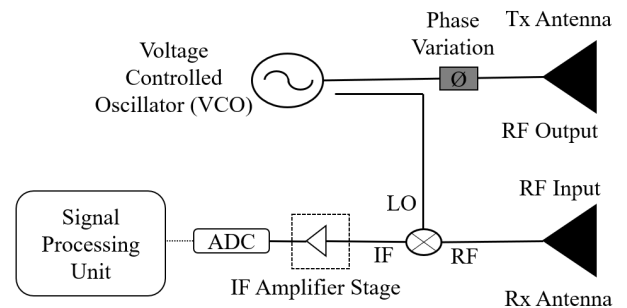 Voltage
Controlled
Oscillator (VCO)
Phase
Variation
Ø
Tx Antenna
RF Output
LO
RF Input
Signal
Processing
Unit
ADC
IF
RF
IF Amplifier Stage
Rx Antenna